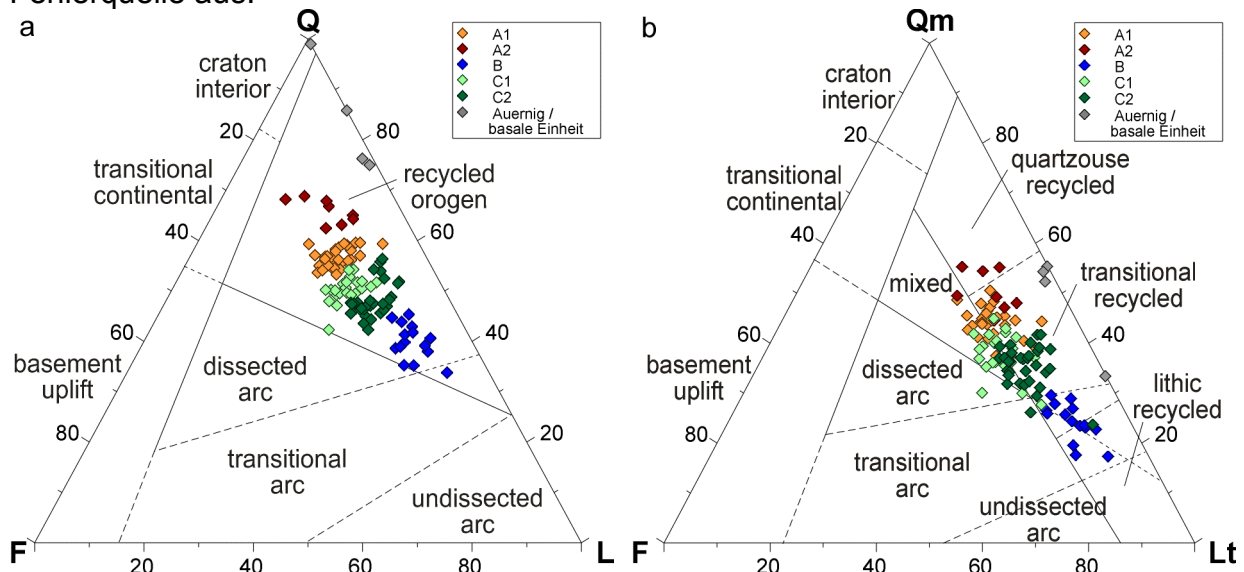 a
Q
A1
A2
B
C1
C2
Auernig /
basale Einheit
craton
interior
20
80
transitional
continental
recycled
orogen
40
60
60
40
basement
uplift
dissected
arc
80
20
transitional
arc
undissected
arc
F
L
20
40
60
80
b
Qm
A1
A2
B
C1
C2
Auernig /
basale Einheit
craton
interior
20
80
quartzouse
recycled
transitional
continental
40
60
mixed
transitional
recycled
60
40
basement
uplift
dissected
arc
lithic
recycled
80
20
transitional
arc
undissected
arc
F
Lt
20
40
60
80